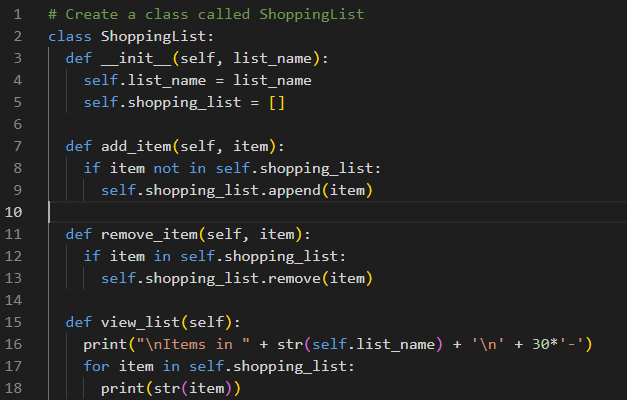 1 # Create a class called ShoppingList
2 class ShoppingList:
3   def __init__(self, list_name):
4     self.list_name = list_name
5     self.shopping_list = []
6
7   def add_item(self, item):
8     if item not in self.shopping_list:
9       self.shopping_list.append(item)
10
11   def remove_item(self, item):
12     if item in self.shopping_list:
13       self.shopping_list.remove(item)
14
15   def view_list(self):
16     print("\nItems in " + str(self.list_name) + '\n' + 30*'-')
17     for item in self.shopping_list:
18       print(str(item))